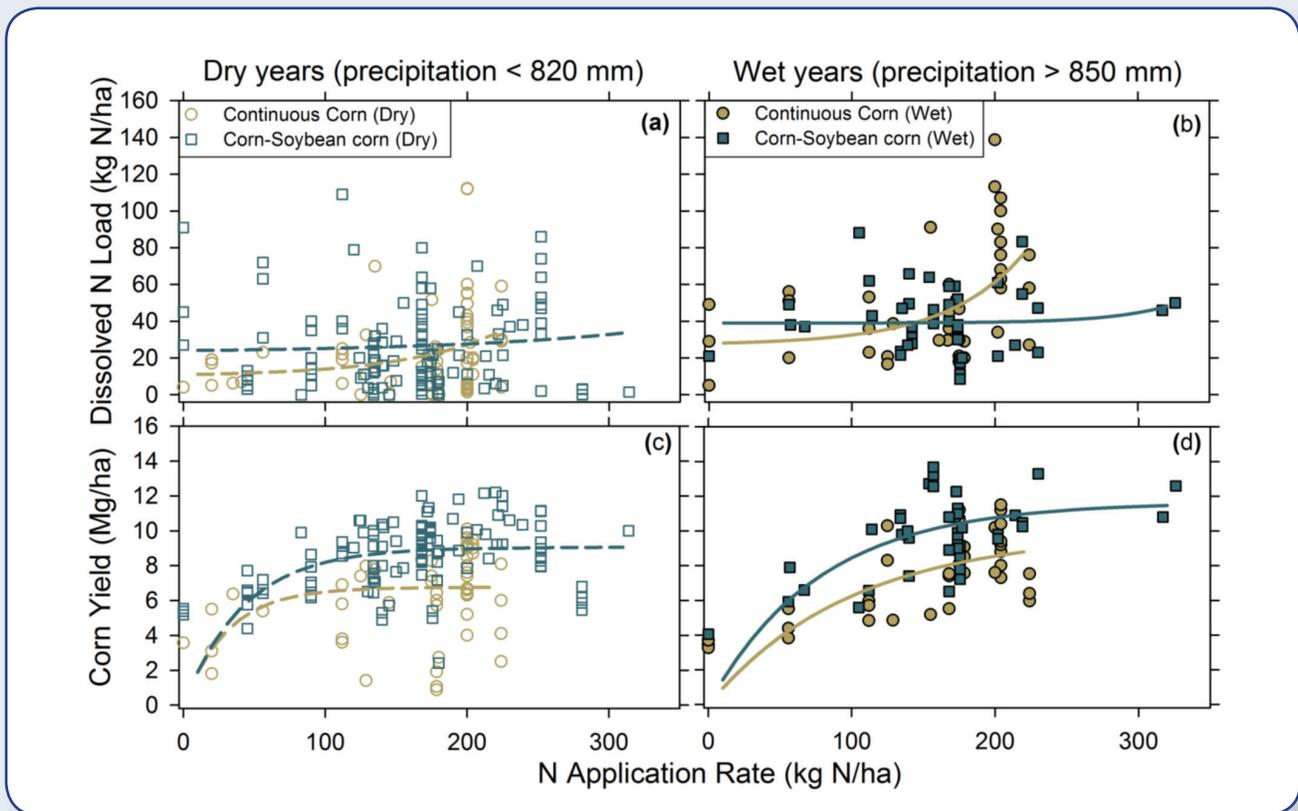 Dry years (precipitation < 820 mm)
Wet years (precipitation > 850 mm)
Dissolved N Load (kg N/ha)
160
140
120
100
80
60
40
20
0
Continuous Corn (Dry)
Corn-Soybean corn (Dry)
(a)
Continuous Corn (Wet)
Corn-Soybean corn (Wet)
(b)
Corn Yield (Mg/ha)
16
14
12
10
8
6
4
2
0
(c)
(d)
0 100 200 300
0 100 200 300
N Application Rate (kg N/ha)